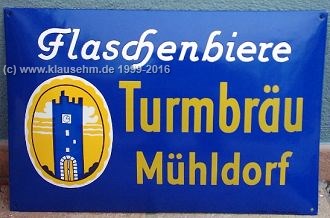 Flaschenbiere
(c) www.klausehm.de 1999-2016
Turmbräu
Mühldorf